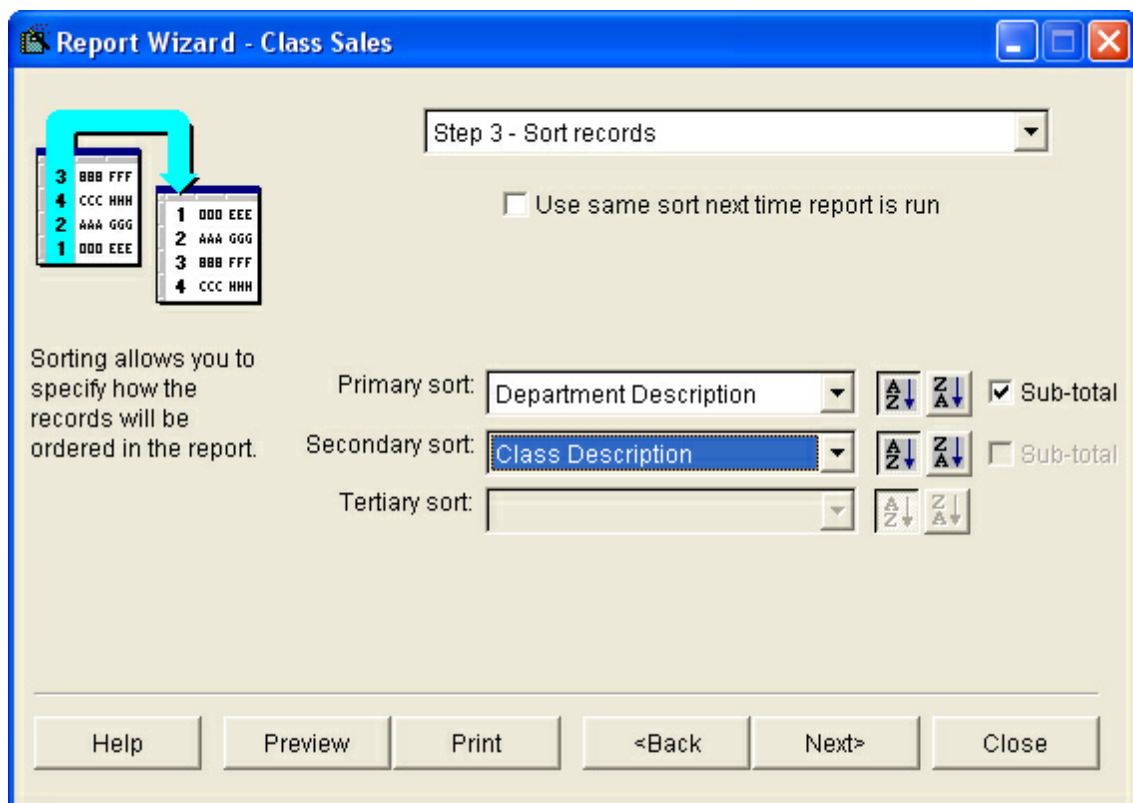 Report Wizard - Class Sales
Step 3 - Sort records
Use same sort next time report is run
3 BBB FFF
4 CCC HHH
2 AAA GGG
1 DDD EEE
1 DDD EEE
2 AAA GGG
3 BBB FFF
4 CCC HHH
Sorting allows you to
specify how the
records will be
ordered in the report.
Primary sort: Department Description A Z Z A Sub-total
Secondary sort: Class Description A Z Z A Sub-total
Tertiary sort: A Z Z A
Help Preview Print <Back Next> Close